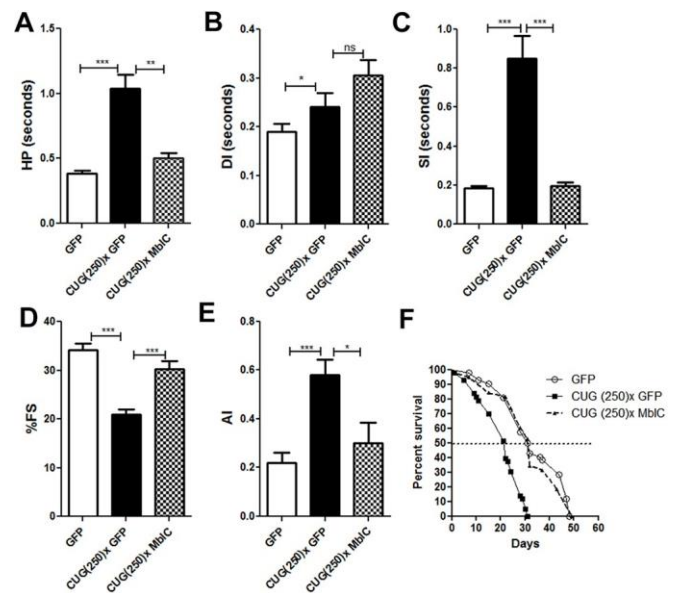 A
HP (seconds)
1.5
1.0
0.5
0.0
***
**
GFP
CUG(250)x GFP
CUG(250)x MblC
B
DI (seconds)
0.4
0.3
0.2
0.1
0.0
*
ns
GFP
CUG(250)x GFP
CUG(250)x MblC
C
SI (seconds)
1.0
0.8
0.6
0.4
0.2
0.0
***
***
GFP
CUG(250)x GFP
CUG(250)x MblC
D
%FS
40
30
20
10
0
***
***
GFP
CUG(250)x GFP
CUG(250)x MblC
E
AI
0.8
0.6
0.4
0.2
0.0
***
*
GFP
CUG(250)x GFP
CUG(250)x MblC
F
Percent survival
100
90
80
70
60
50
40
30
20
10
0
GFP
CUG (250)x GFP
CUG (250)x MblC
0 10 20 30 40 50 60
Days